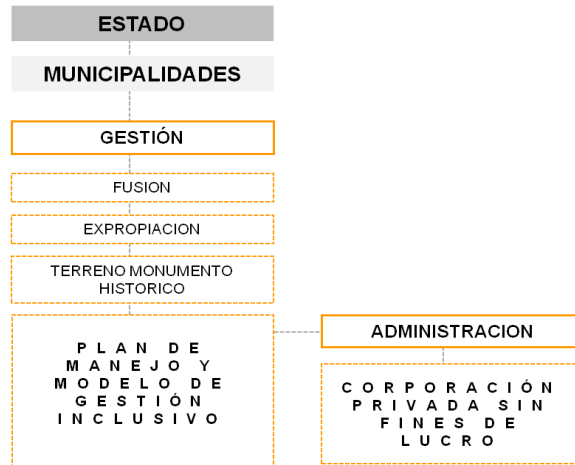 ESTADO
MUNICIPALIDADES
GESTIÓN
FUSION
EXPROPIACION
TERRENO MONUMENTO
HISTORICO
PLAN DE
MANEJO Y
MODELO DE
GESTIÓN
INCLUSIVO
ADMINISTRACION
CORPORACIÓN
PRIVADA SIN
FINES DE
LUCRO